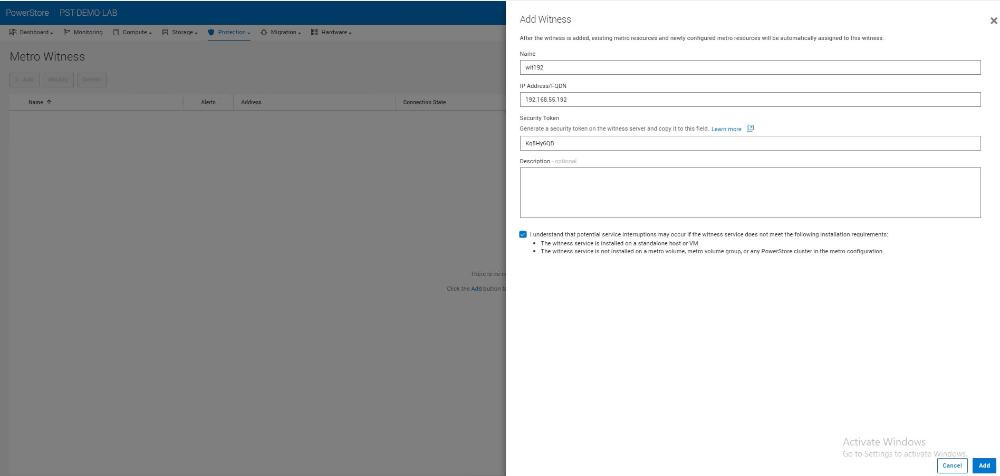 PowerStore | PST-DEMO-LAB
Dashboard Monitoring Compute Storage Protection Migration Hardware
Metro Witness
+ Add Modify Delete
Name Alerts Address Connection State
There is no m
Click the Add button to
Add Witness
After the witness is added, existing metro resources and newly configured metro resources will be automatically assigned to this witness.
Name
wit192
IP Address/FQDN
192.168.55.192
Security Token
Generate a security token on the witness server and copy it to this field. Learn more
Kq8Hy6QB
Description - optional
I understand that potential service interruptions may occur if the witness service does not meet the following installation requirements:
• The witness service is installed on a standalone host or VM.
• The witness service is not installed on a metro volume, metro volume group, or any PowerStore cluster in the metro configuration.
Activate Windows
Go to Settings to activate Windows.
Cancel Add